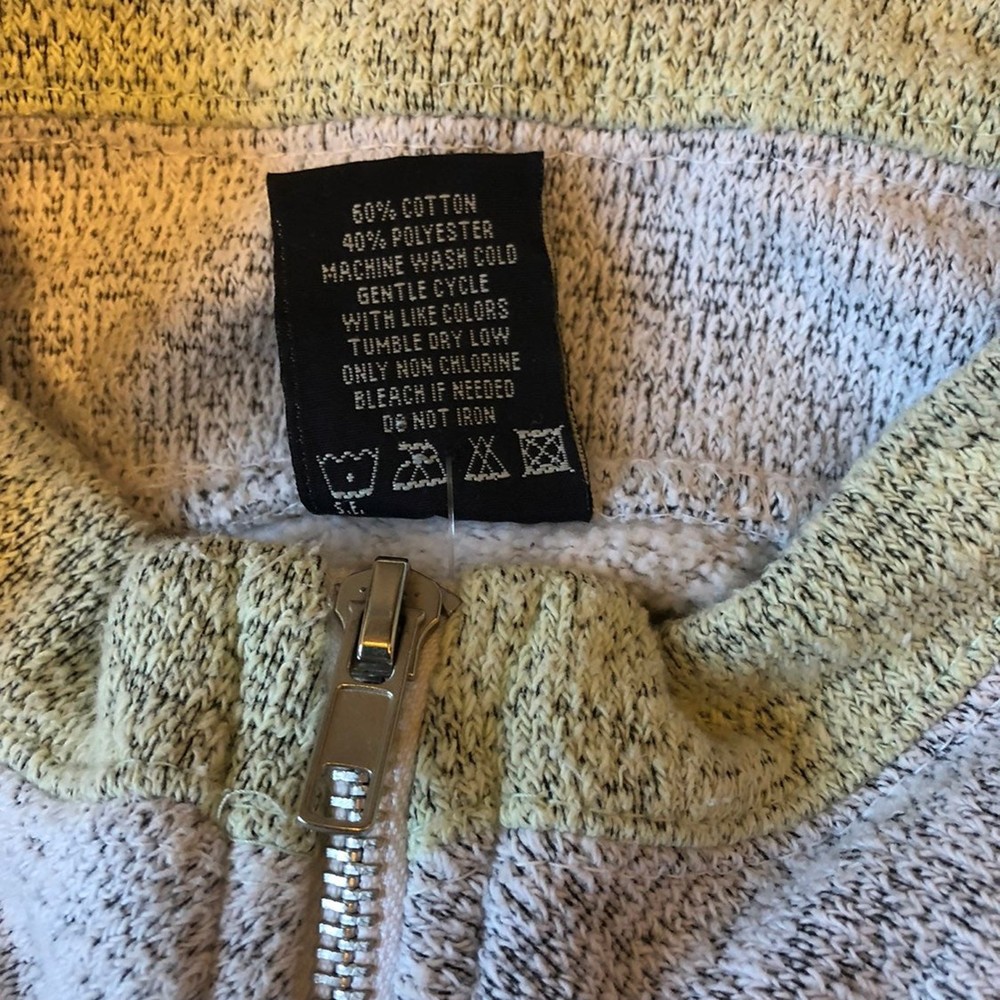 60% COTTON
40% POLYESTER
MACHINE WASH COLD
GENTLE CYCLE
WITH LIKE COLORS
TUMBLE DRY LOW
ONLY NON CHLORINE
BLEACH IF NEEDED
DO NOT IRON
S.E.